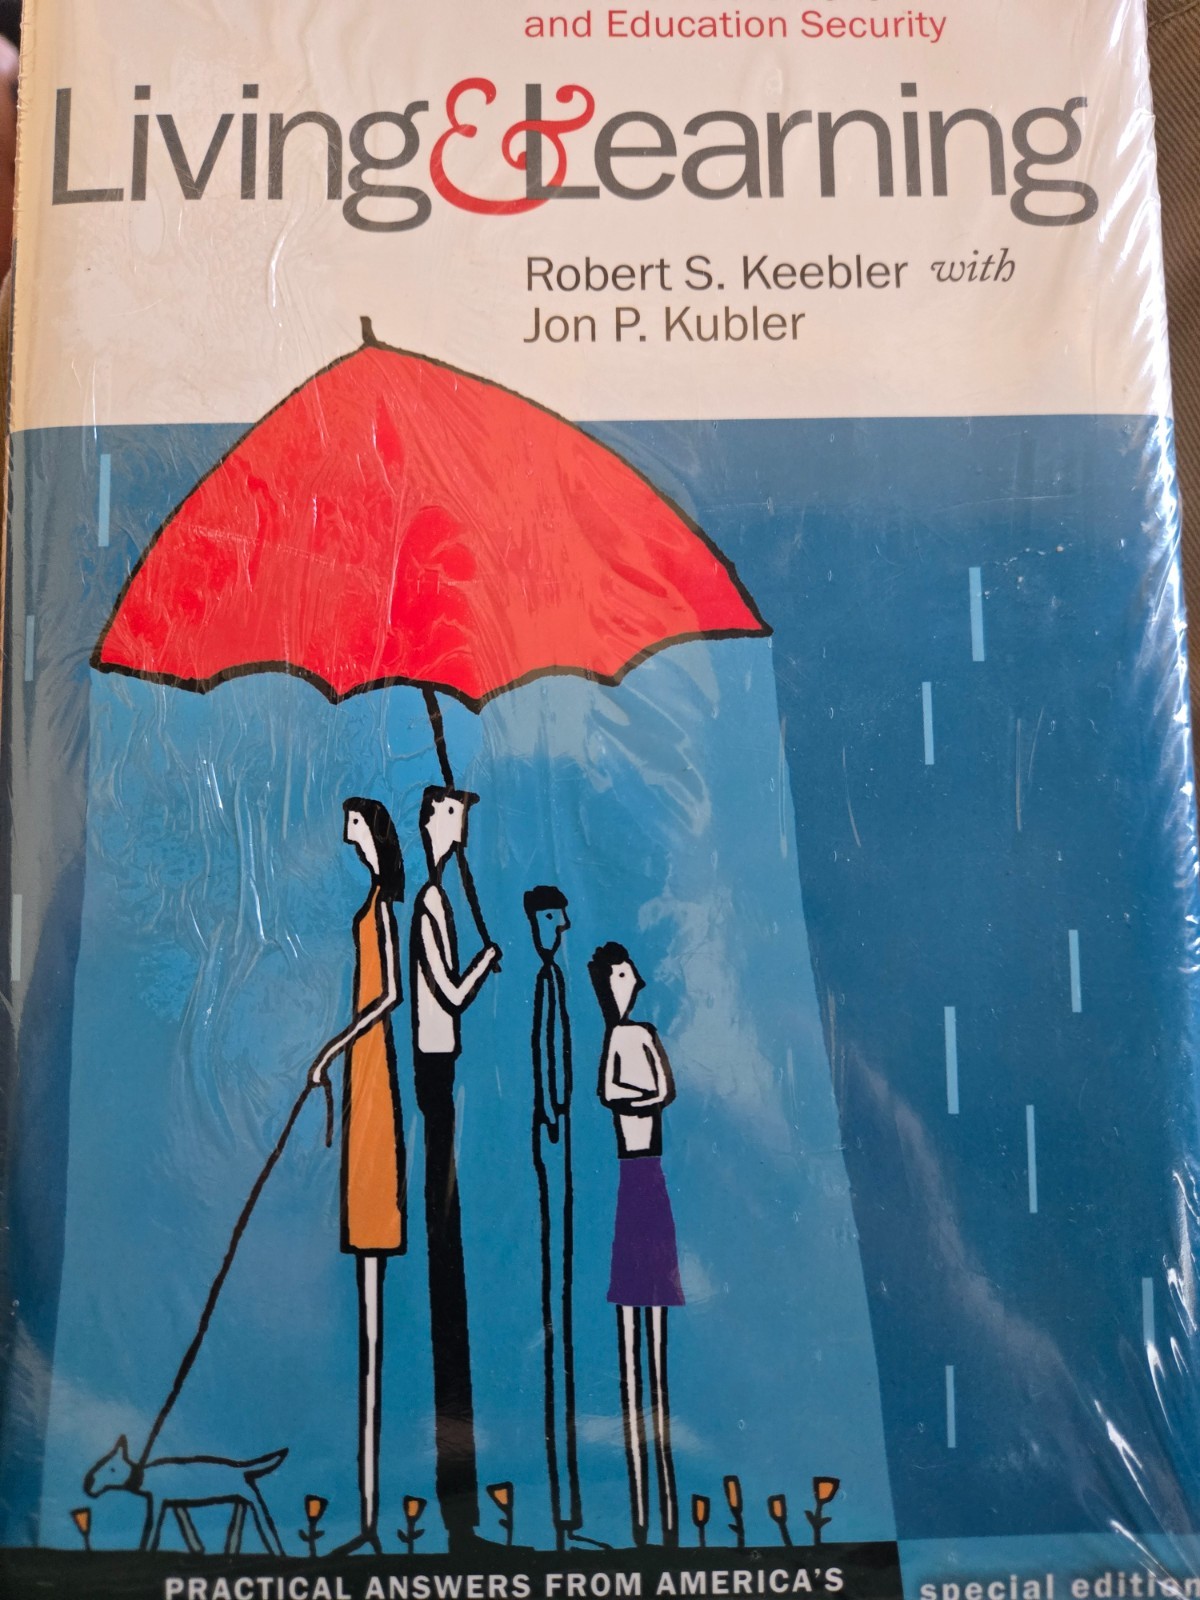 and Education Security
Living & Learning
Robert S. Keebler with
Jon P. Kubler
PRACTICAL ANSWERS FROM AMERICA'S
special edition